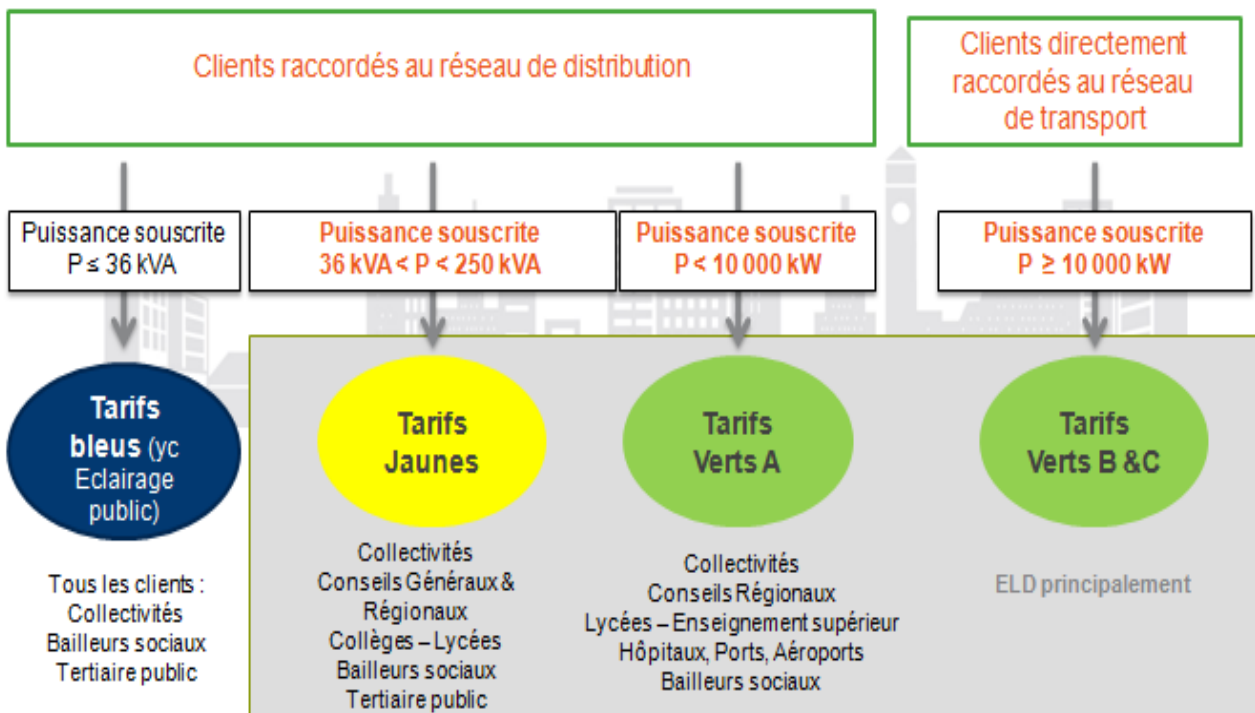 Clients raccordés au réseau de distribution
Clients directement
raccordés au réseau
de transport
Puissance souscrite
P ≤ 36 kVA
Puissance souscrite
36 kVA < P < 250 kVA
Puissance souscrite
P < 10 000 kW
Puissance souscrite
P ≥ 10 000 kW
Tarifs
bleus (yc
Eclairage
public)
Tarifs
Jaunes
Tarifs
Verts A
Tarifs
Verts B &C
Tous les clients :
Collectivités
Bailleurs sociaux
Tertiaire public
Collectivités
Conseils Généraux &
Régionaux
Collèges – Lycées
Bailleurs sociaux
Tertiaire public
Collectivités
Conseils Régionaux
Lycées – Enseignement supérieur
Hôpitaux, Ports, Aéroports
Bailleurs sociaux
ELD principalement